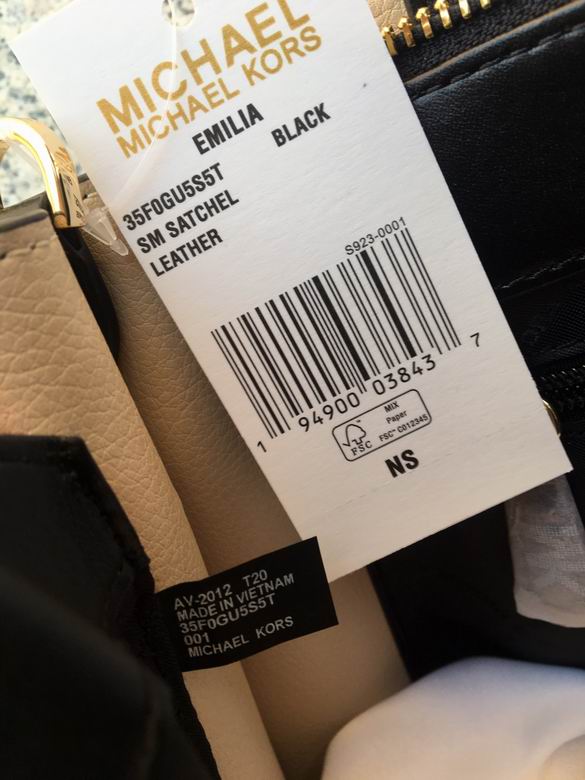 MICHAEL
MICHAEL KORS
EMILIA
BLACK
35F0GU5S5T
SM SATCHEL
LEATHER
S923-0001
1 94900 03843 7
FSC
MIX
Paper
FSC™ C012345
NS
AV-2012 T20
MADE IN VIETNAM
35F0GU5S5T
001
MICHAEL KORS